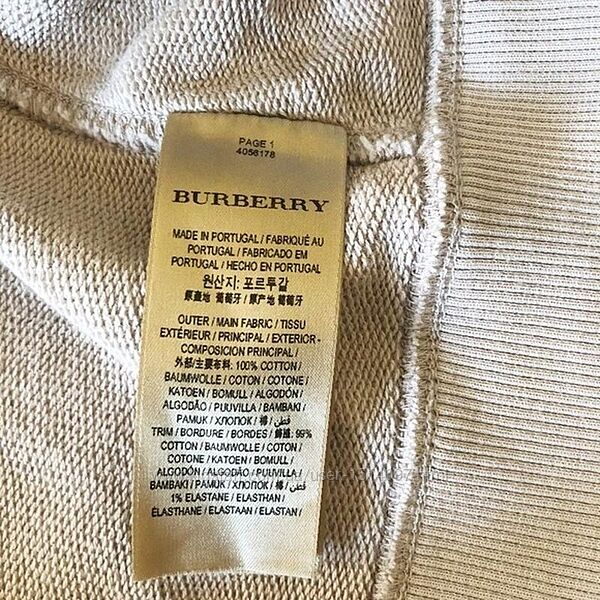 PAGE 1
4056178
BURBERRY
MADE IN PORTUGAL / FABRIQUÉ AU
PORTUGAL / FABRICADO EM
PORTUGAL / HECHO EN PORTUGAL
원산지: 포르투갈
原產地 葡萄牙 / 原产地 葡萄牙
OUTER / MAIN FABRIC / TISSU
EXTÉRIEUR / PRINCIPAL / EXTERIOR -
COMPOSICIÓN PRINCIPAL /
外部/主要布料: 100% COTTON /
BAUMWOLLE / COTON / COTONE /
KATOEN / BOMULL / ALGODÓN /
ALGODÃO / PUUVILLA / BAMBAKI /
PAMUK / ХЛОПОК / 棉 / قطن /
TRIM / BORDURE / BORDES / 99%
COTTON / BAUMWOLLE / COTON /
COTONE / KATOEN / BOMULL /
ALGODÓN / ALGODÃO / PUUVILLA /
BAMBAKI / PAMUK / ХЛОПОК / 棉 / قطن /
1% ELASTANE / ELASTHAN /
ÉLASTHANE / ELASTAAN / ELASTAN /